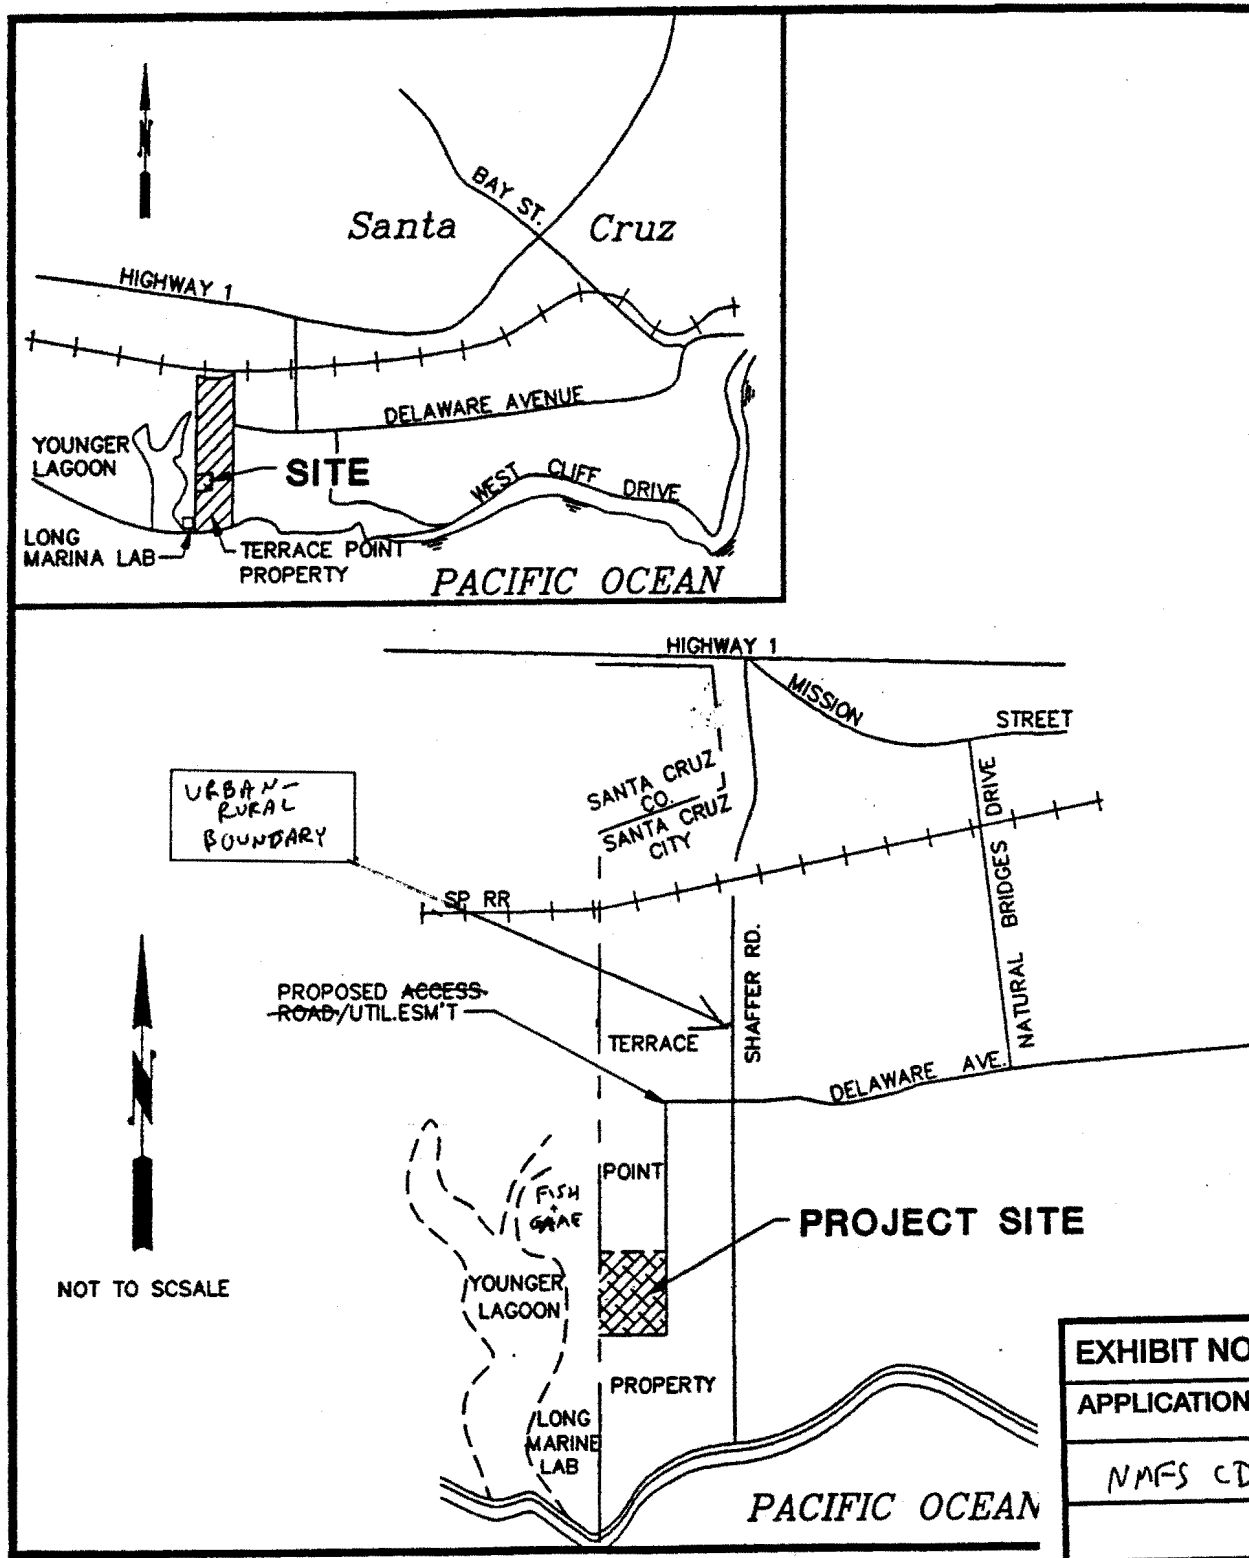 N
BAY ST.
Santa Cruz
HIGHWAY 1
DELAWARE AVENUE
YOUNGER
LAGOON
SITE
WEST CLIFF DRIVE
LONG
MARINA LAB
TERRACE POINT
PROPERTY
PACIFIC OCEAN
HIGHWAY 1
MISSION STREET
URBAN-
RURAL
BOUNDARY
SANTA CRUZ
CO.
SANTA CRUZ
CITY
NATURAL BRIDGES DRIVE
SP RR
SHAFFER RD.
PROPOSED ACCESS
ROAD/UTIL.ESM'T
TERRACE
DELAWARE AVE.
N
POINT
FISH
+
GAME
PROJECT SITE
NOT TO SCSALE
YOUNGER
LAGOON
PROPERTY
LONG
MARINE
LAB
PACIFIC OCEAN
EXHIBIT NO
APPLICATION
NMFS CD